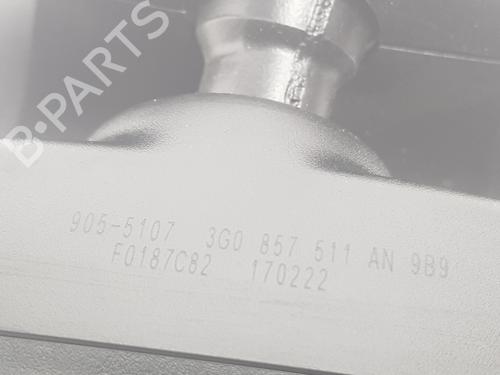 B-PARTS
905-5107 3G0 857 511 AN 9B9
F0187C82 170222